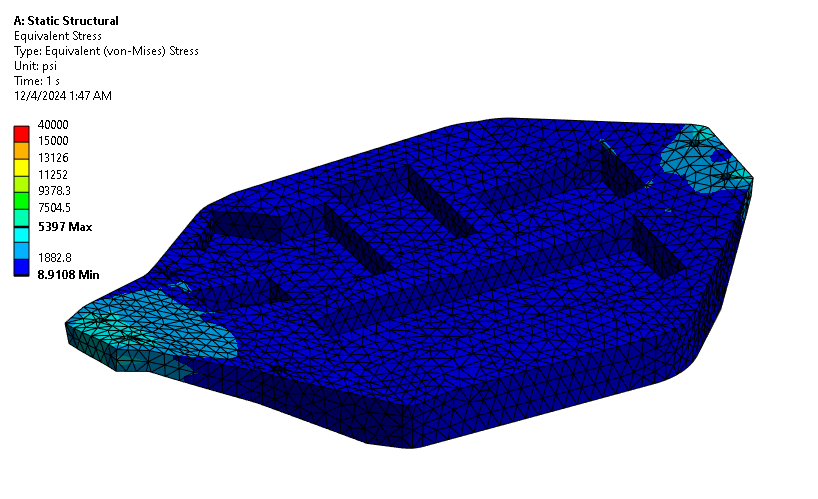 A: Static Structural
Equivalent Stress
Type: Equivalent (von-Mises) Stress
Unit: psi
Time: 1 s
12/4/2024 1:47 AM
40000
15000
13126
11252
9378.3
7504.5
5397 Max
1882.8
8.9108 Min